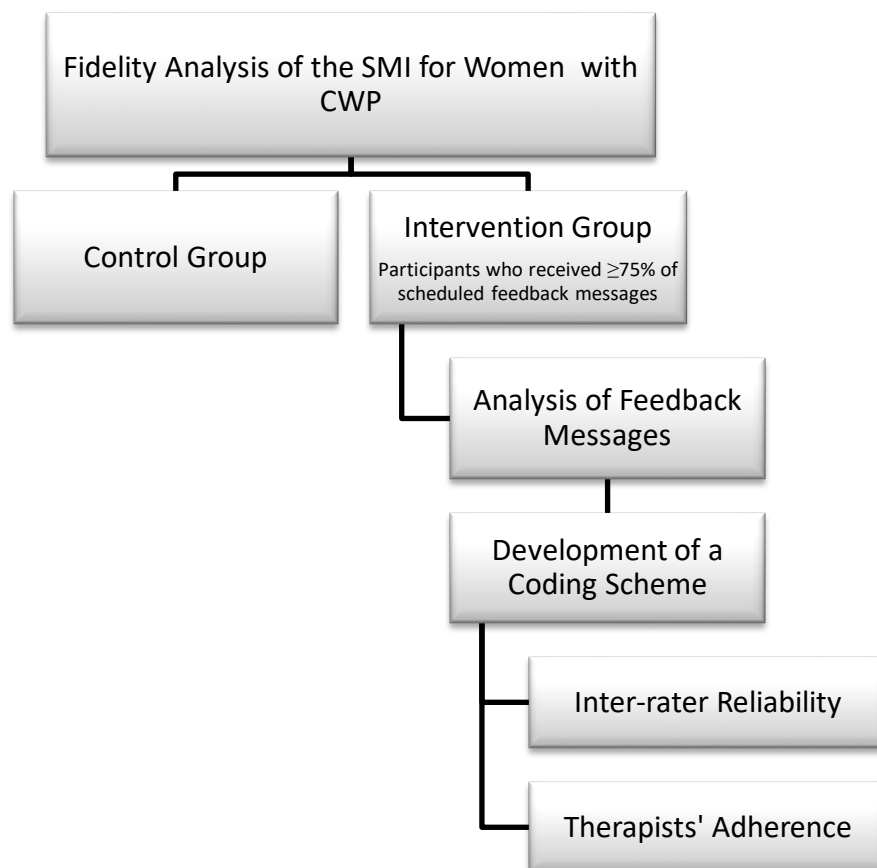 Fidelity Analysis of the SMI for Women with
CWP
Control Group
Intervention Group
Participants who received ≥75% of
scheduled feedback messages
Analysis of Feedback
Messages
Development of a
Coding Scheme
Inter-rater Reliability
Therapists' Adherence